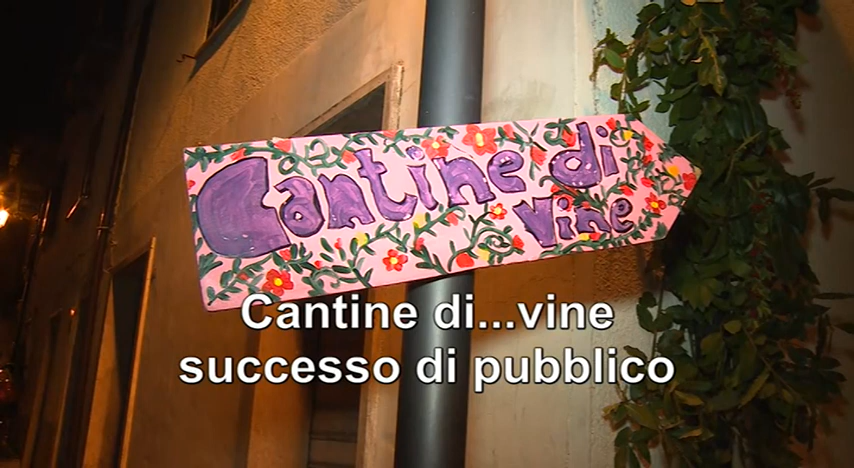 Cantine di
vine
Cantine di...vine
successo di pubblico